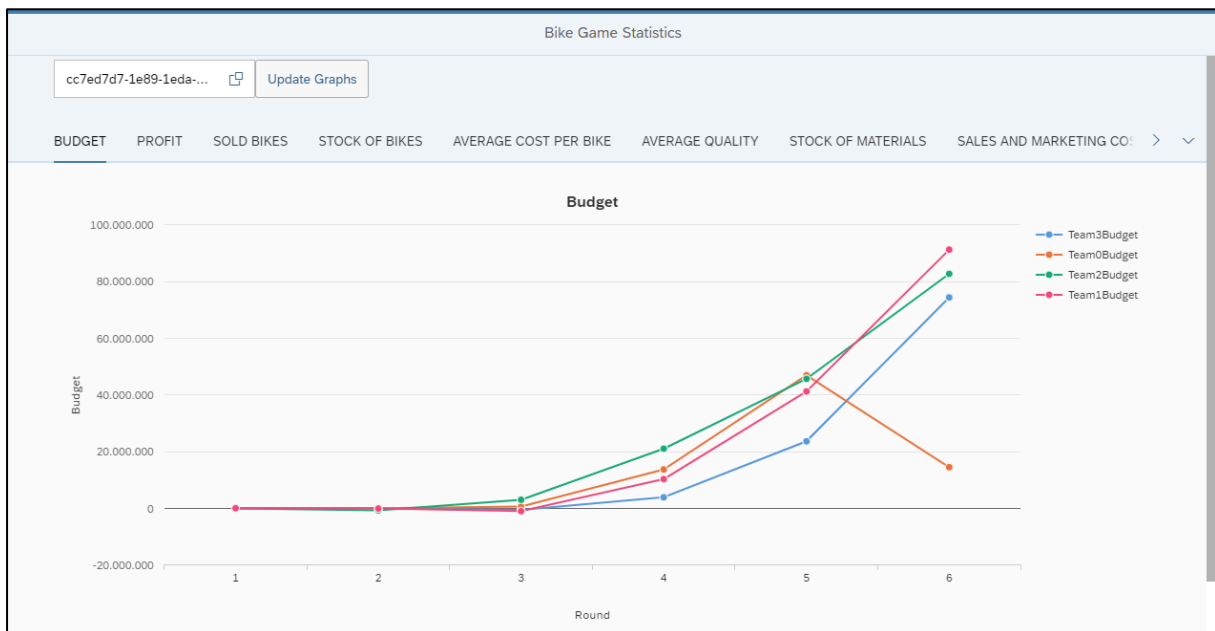 Bike Game Statistics
cc7ed7d7-1e89-1eda-...
Update Graphs
BUDGET PROFIT SOLD BIKES STOCK OF BIKES AVERAGE COST PER BIKE AVERAGE QUALITY STOCK OF MATERIALS SALES AND MARKETING COS
Budget
100.000.000
80.000.000
60.000.000
40.000.000
20.000.000
0
-20.000.000
Budget
1 2 3 4 5 6
Round
Team3Budget
Team0Budget
Team2Budget
Team1Budget